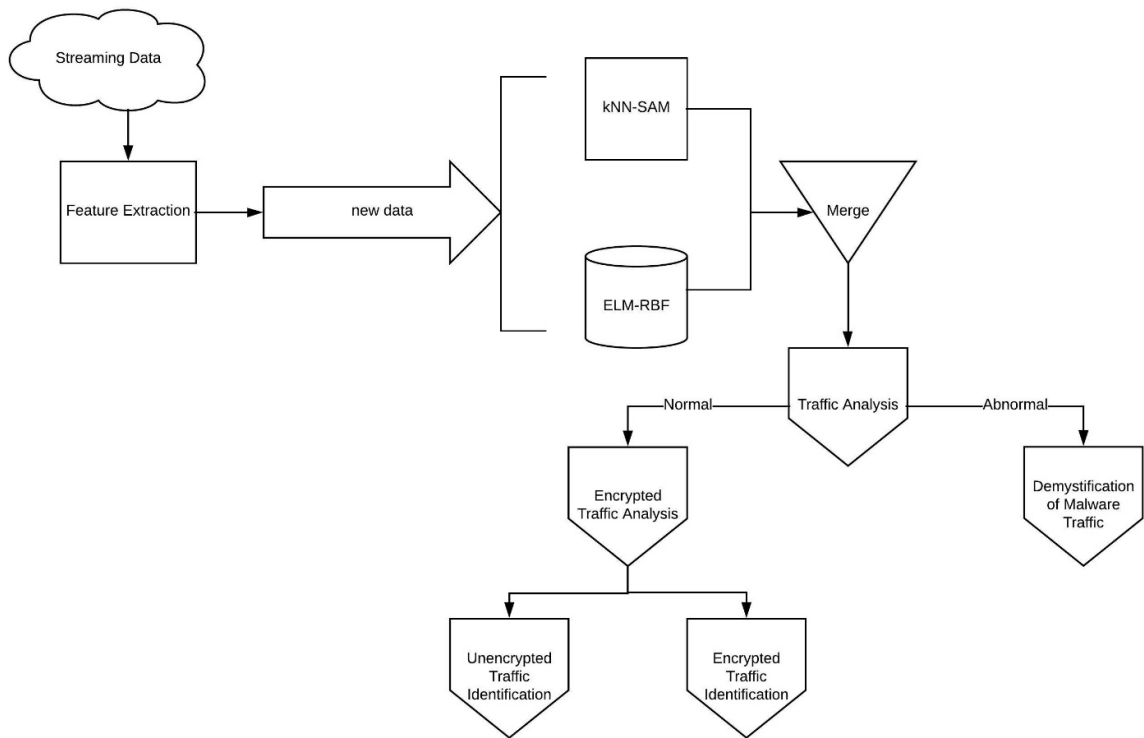 Streaming Data
kNN-SAM
Feature Extraction
new data
Merge
ELM-RBF
Normal
Traffic Analysis
Abnormal
Encrypted
Traffic Analysis
Demystification
of Malware
Traffic
Unencrypted
Traffic
Identification
Encrypted
Traffic
Identification